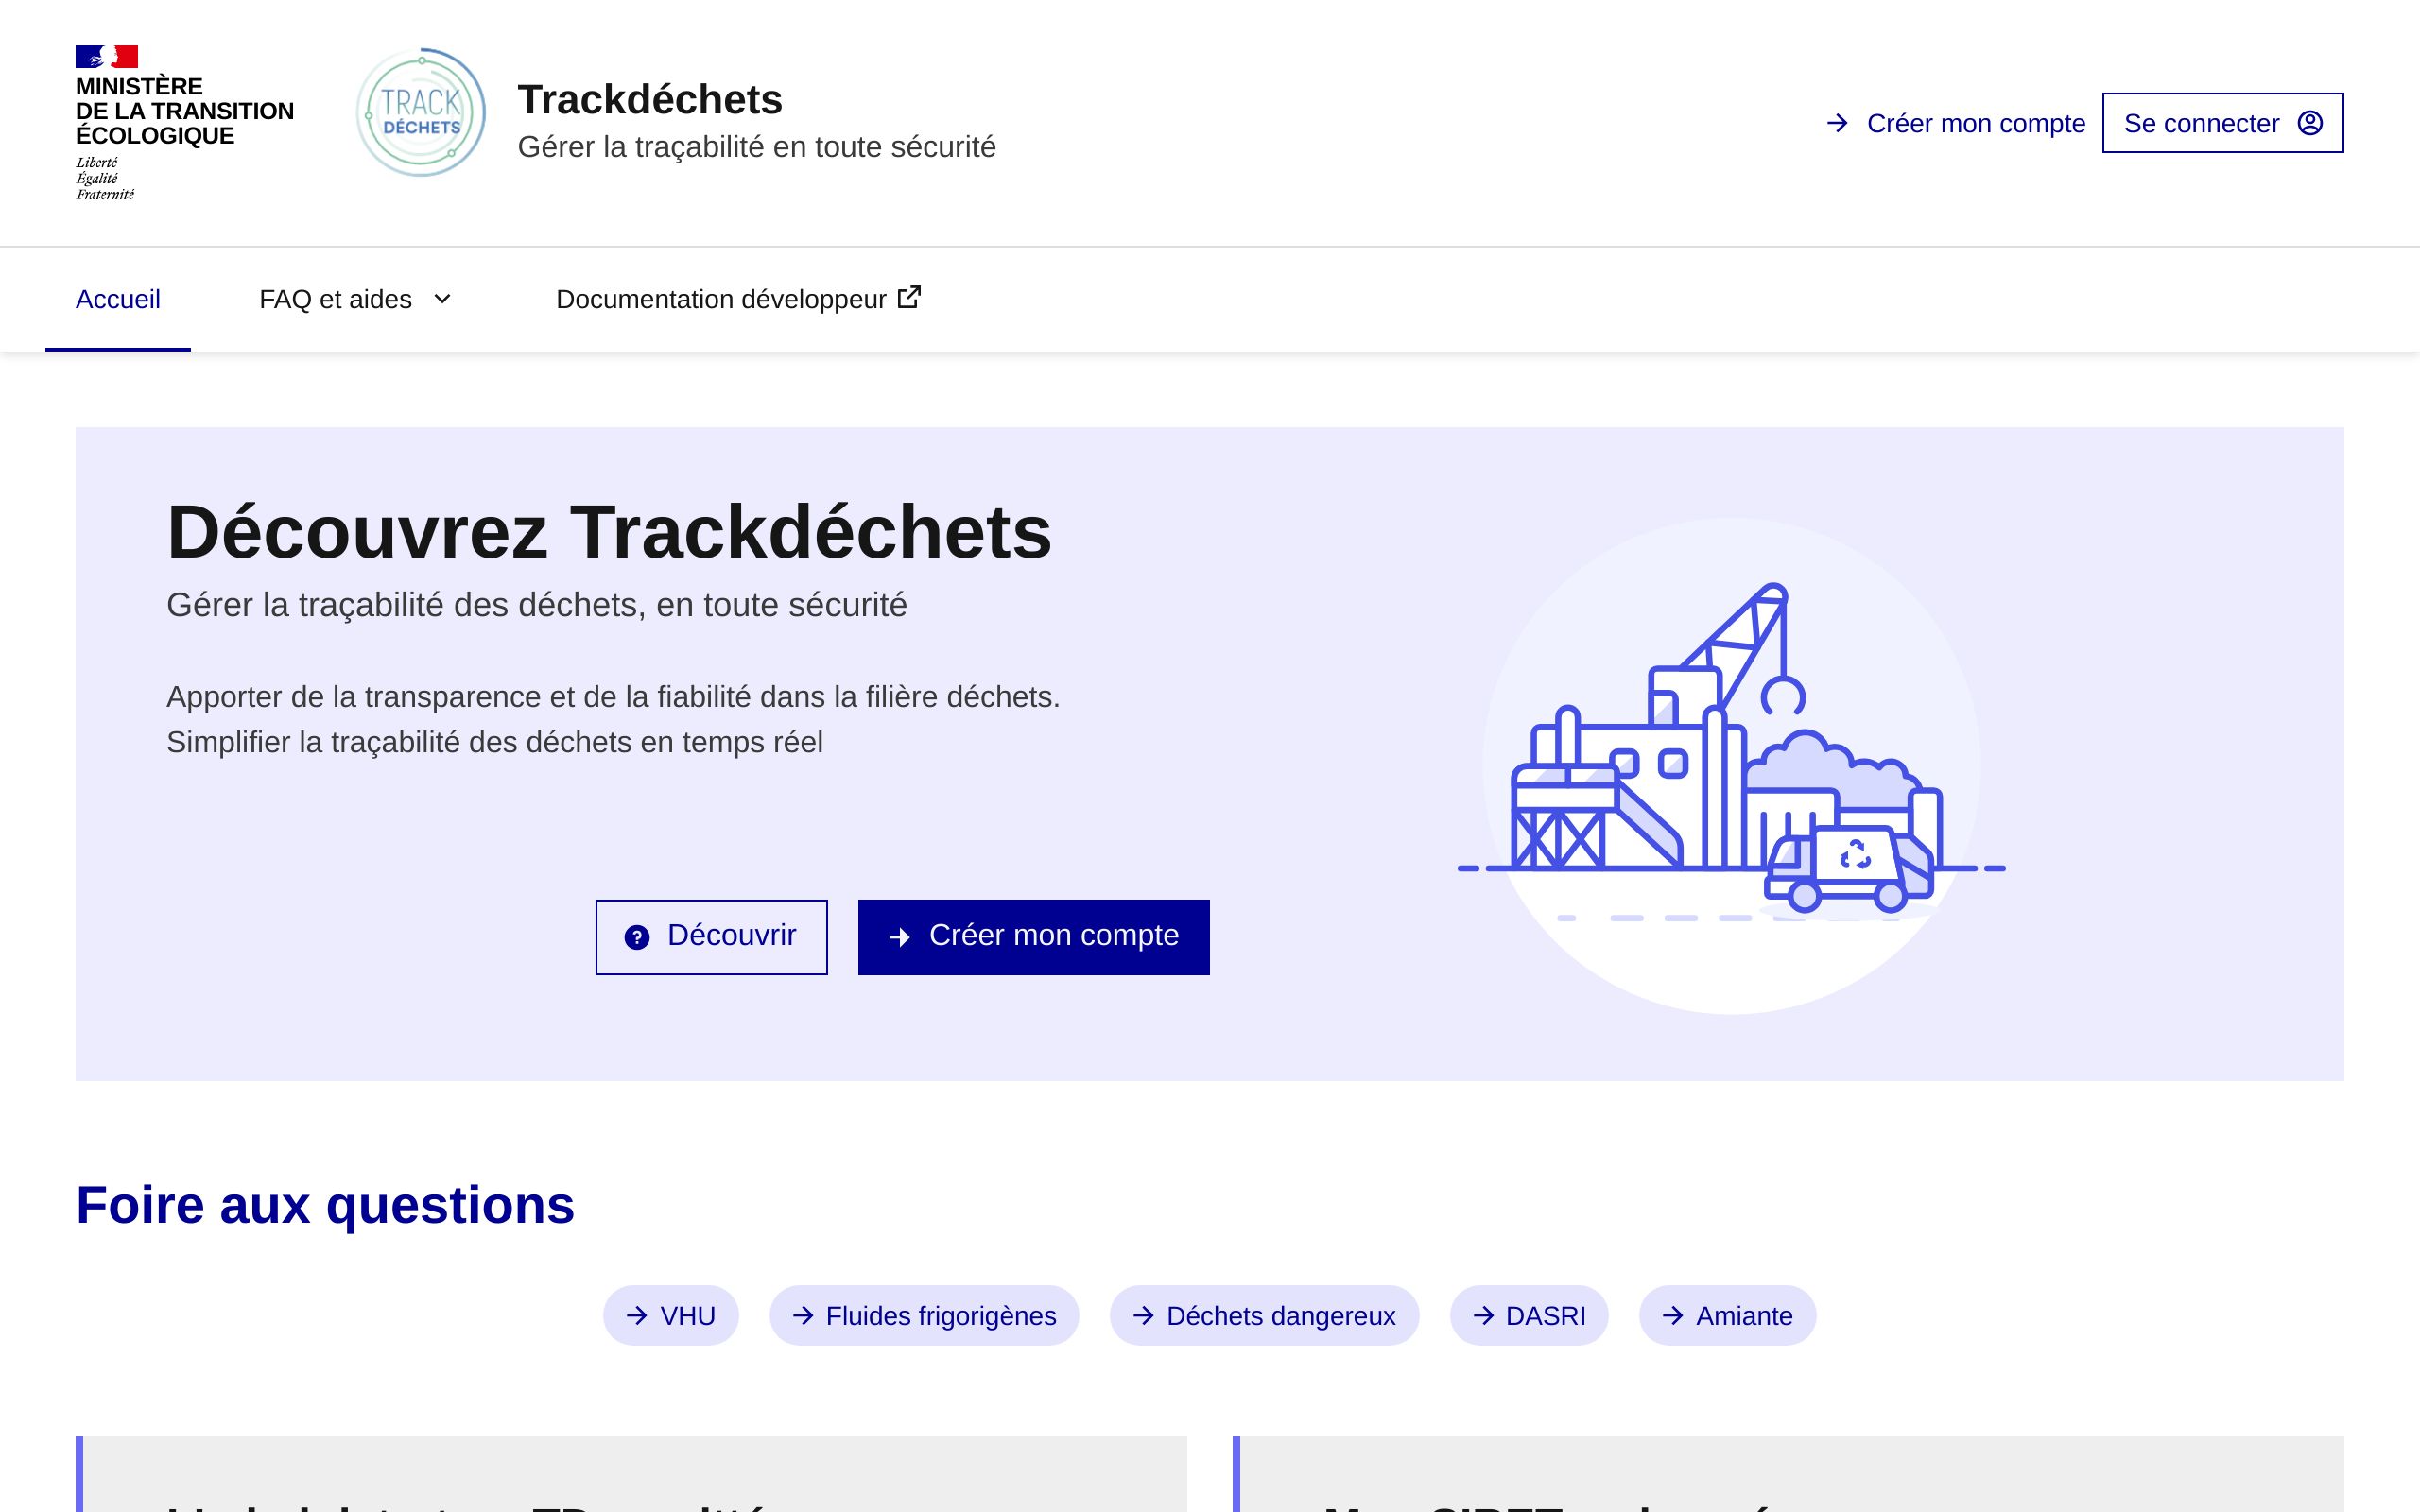 MINISTÈRE
DE LA TRANSITION
ÉCOLOGIQUE
Liberté
Égalité
Fraternité
TRACK
DÉCHETS
Trackdéchets
Gérer la traçabilité en toute sécurité
Créer mon compte
Se connecter
Accueil
FAQ et aides
Documentation développeur
Découvrez Trackdéchets
Gérer la traçabilité des déchets, en toute sécurité
Apporter de la transparence et de la fiabilité dans la filière déchets.
Simplifier la traçabilité des déchets en temps réel
Découvrir
Créer mon compte
Foire aux questions
VHU
Fluides frigorigènes
Déchets dangereux
DASRI
Amiante